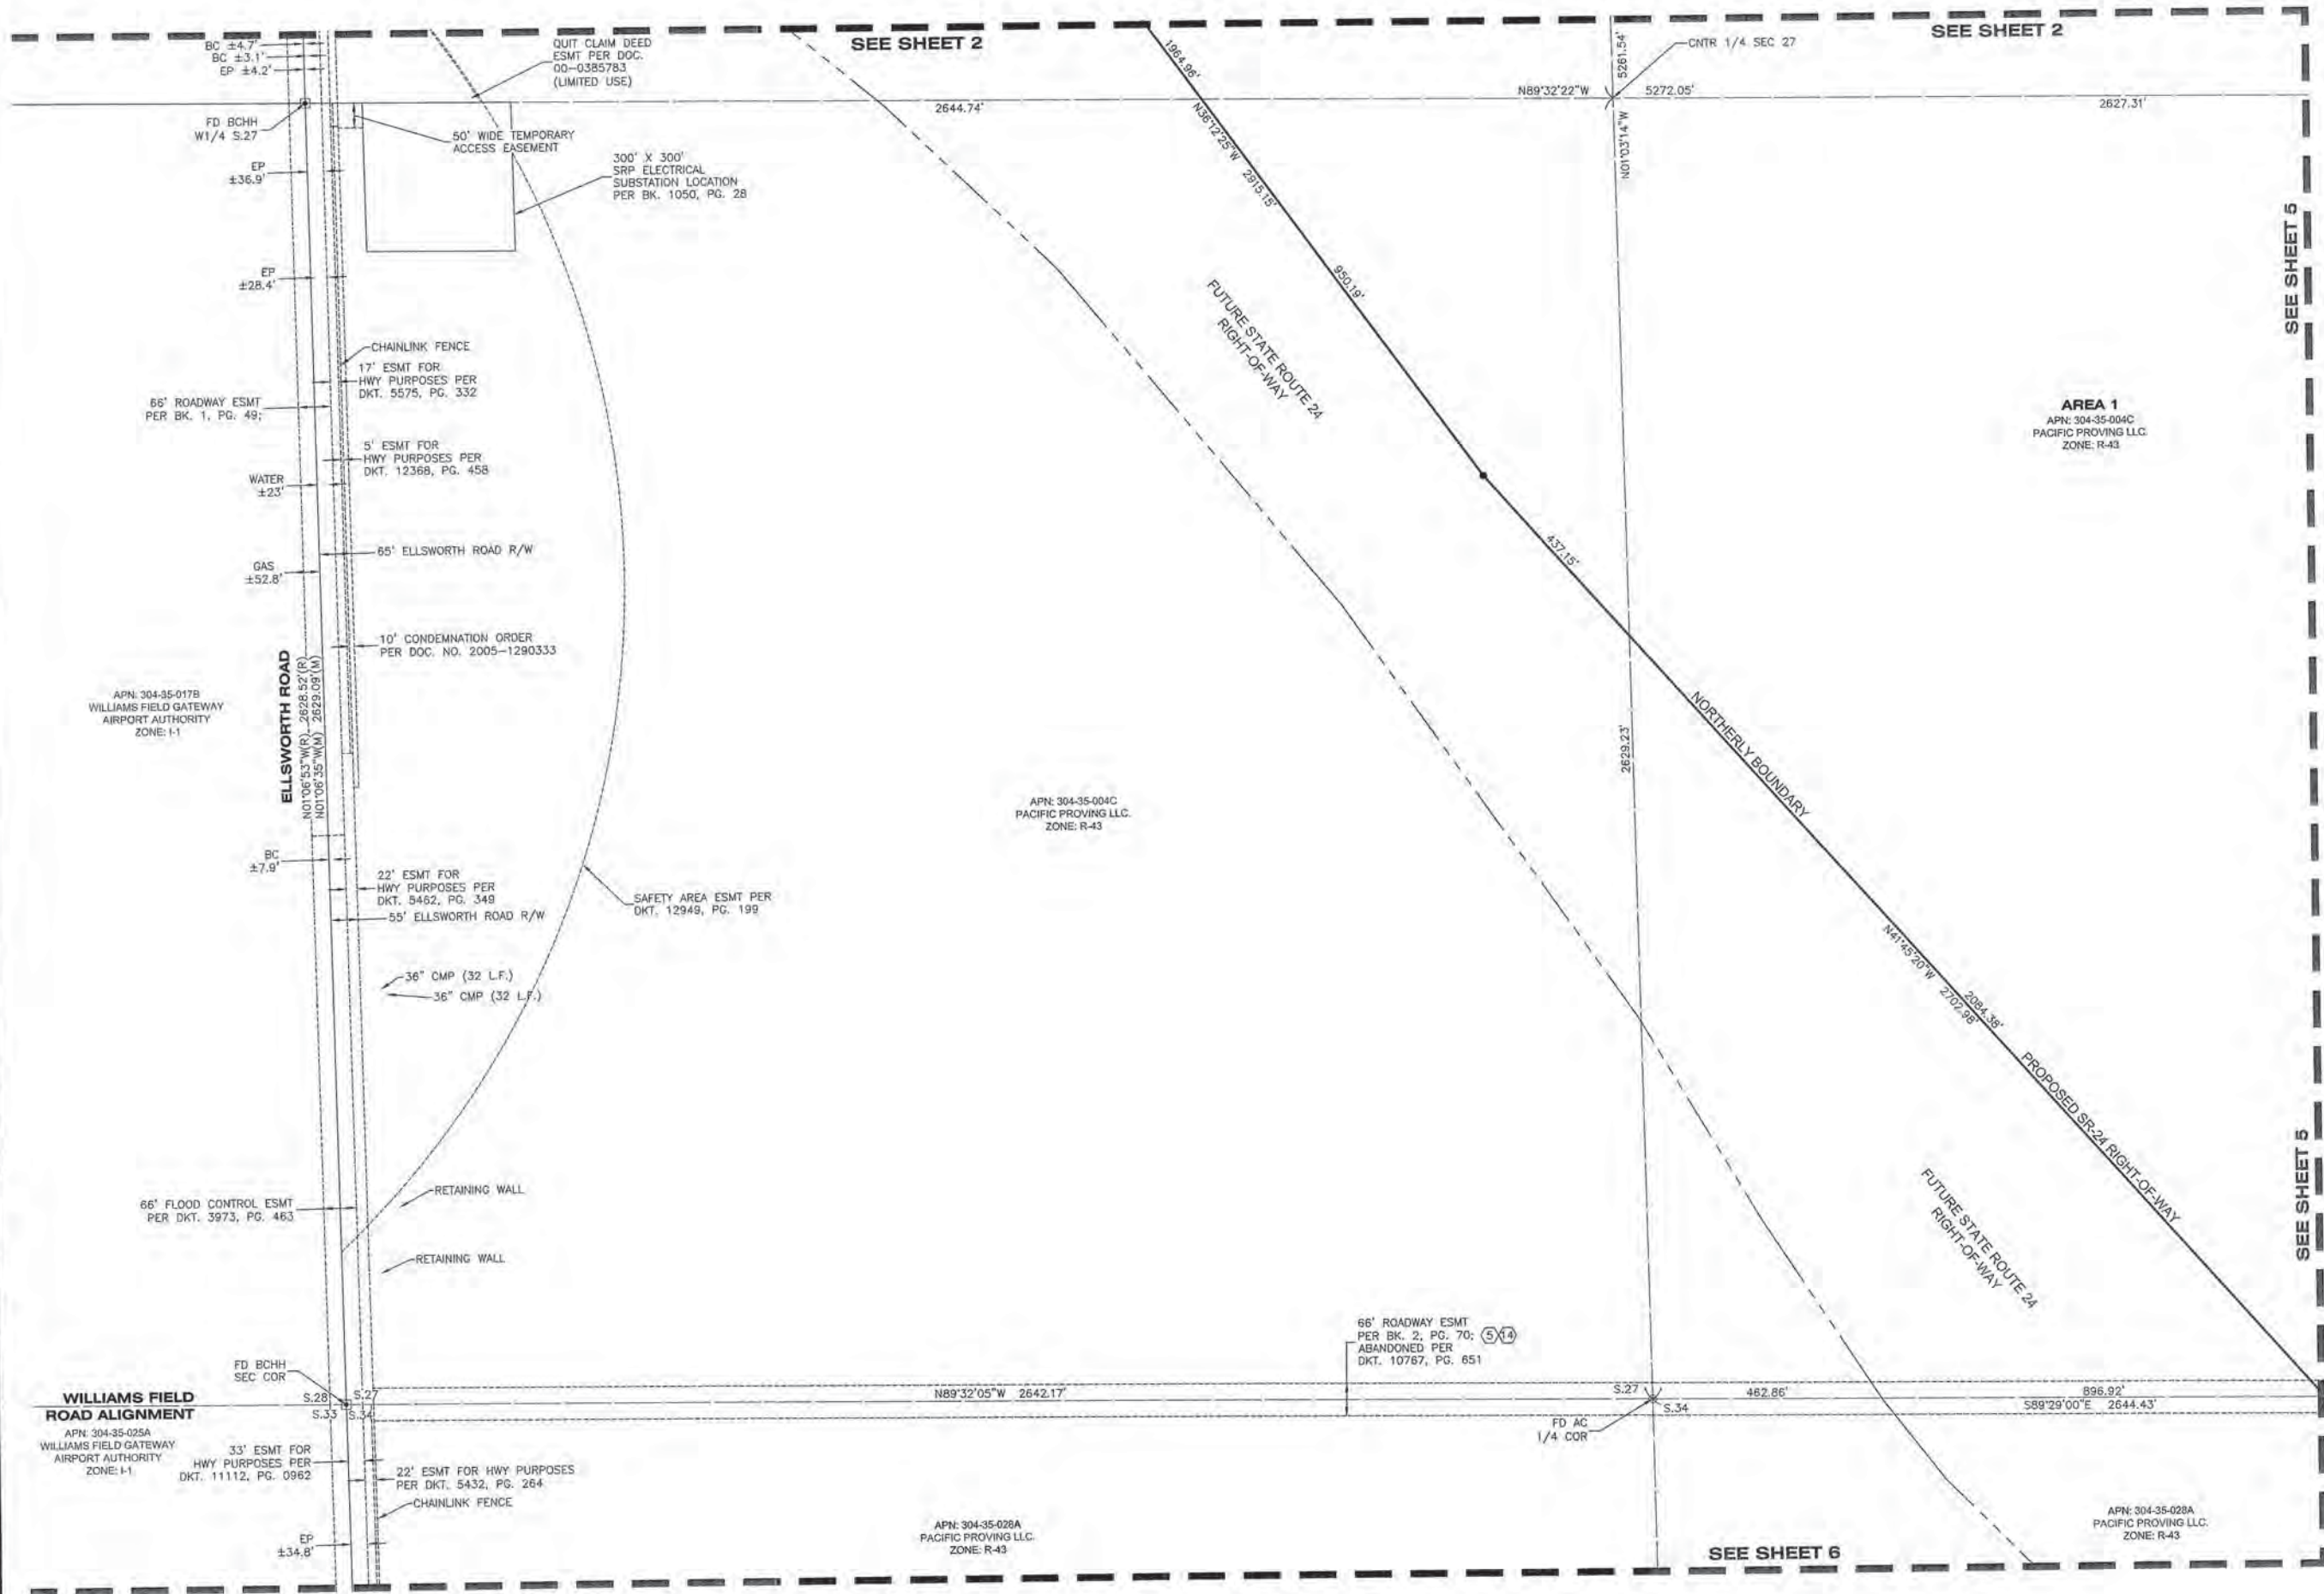 SEE SHEET 2
SEE SHEET 2
BC ±4.7'
BC ±3.1'
EP ±4.2'
QUIT CLAIM DEED
ESMT PER DOC.
00-0385783
(LIMITED USE)
1964.96'
5261.54'
CNTR 1/4 SEC 27
2644.74'
N89°32'22"W
5272.05'
2627.31'
FD BCHH
W1/4 S.27
50' WIDE TEMPORARY
ACCESS EASEMENT
300' X 300'
SRP ELECTRICAL
SUBSTATION LOCATION
PER BK. 1050, PG. 28
N36°12'25"W
2915.15'
N01°03'14"W
EP
±36.9'
EP
±28.4'
950.19'
SEE SHEET 5
FUTURE STATE ROUTE 24
RIGHT-OF-WAY
CHAINLINK FENCE
17' ESMT FOR
HWY PURPOSES PER
DKT. 5575, PG. 332
66' ROADWAY ESMT
PER BK. 1, PG. 49;
AREA 1
APN: 304-35-004C
PACIFIC PROVING LLC.
ZONE: R-43
5' ESMT FOR
HWY PURPOSES PER
DKT. 12368, PG. 458
WATER
±23'
65' ELLSWORTH ROAD R/W
GAS
±52.8'
437.15'
10' CONDEMNATION ORDER
PER DOC. NO. 2005-1290333
ELLSWORTH ROAD
N01°06'53"W(R) 2628.52'(R)
N01°06'35"W(M) 2629.09'(M)
APN: 304-35-017B
WILLIAMS FIELD GATEWAY
AIRPORT AUTHORITY
ZONE: I-1
2629.23'
NORTHERLY BOUNDARY
APN: 304-35-004C
PACIFIC PROVING LLC.
ZONE: R-43
BC
±7.9'
22' ESMT FOR
HWY PURPOSES PER
DKT. 5462, PG. 349
55' ELLSWORTH ROAD R/W
SAFETY AREA ESMT PER
DKT. 12949, PG. 199
N41°45'20"W
2702.98'
2084.38'
36" CMP (32 L.F.)
36" CMP (32 L.F.)
PROPOSED SR-24 RIGHT-OF-WAY
SEE SHEET 5
RETAINING WALL
66' FLOOD CONTROL ESMT
PER DKT. 3973, PG. 463
FUTURE STATE ROUTE 24
RIGHT-OF-WAY
RETAINING WALL
66' ROADWAY ESMT
PER BK. 2, PG. 70; 5 14
ABANDONED PER
DKT. 10767, PG. 651
FD BCHH
SEC COR
WILLIAMS FIELD
ROAD ALIGNMENT
S.28
S.27
S.33
S.34
N89°32'05"W 2642.17'
S.27
S.34
462.86'
896.92'
S89°29'00"E 2644.43'
FD AC
1/4 COR
APN: 304-35-025A
WILLIAMS FIELD GATEWAY
AIRPORT AUTHORITY
ZONE: I-1
33' ESMT FOR
HWY PURPOSES PER
DKT. 11112, PG. 0962
22' ESMT FOR HWY PURPOSES
PER DKT. 5432, PG. 264
CHAINLINK FENCE
EP
±34.8'
APN: 304-35-028A
PACIFIC PROVING LLC.
ZONE: R-43
APN: 304-35-028A
PACIFIC PROVING LLC.
ZONE: R-43
SEE SHEET 6